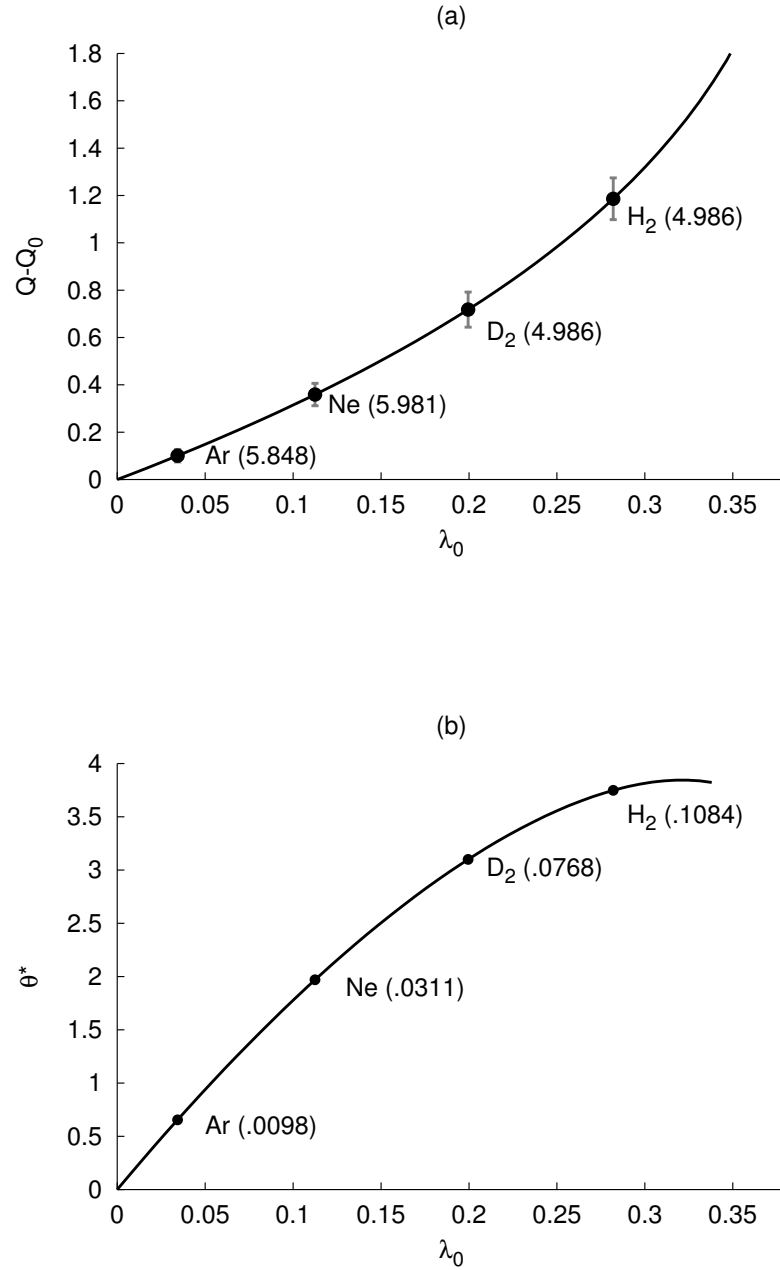 (a)
1.8
1.6
1.4
1.2
1
0.8
0.6
0.4
0.2
0
Q-Q₀
H₂ (4.986)
D₂ (4.986)
Ne (5.981)
Ar (5.848)
0 0.05 0.1 0.15 0.2 0.25 0.3 0.35
λ₀
(b)
4
3.5
3
2.5
2
1.5
1
0.5
0
θ*
H₂ (.1084)
D₂ (.0768)
Ne (.0311)
Ar (.0098)
0 0.05 0.1 0.15 0.2 0.25 0.3 0.35
λ₀